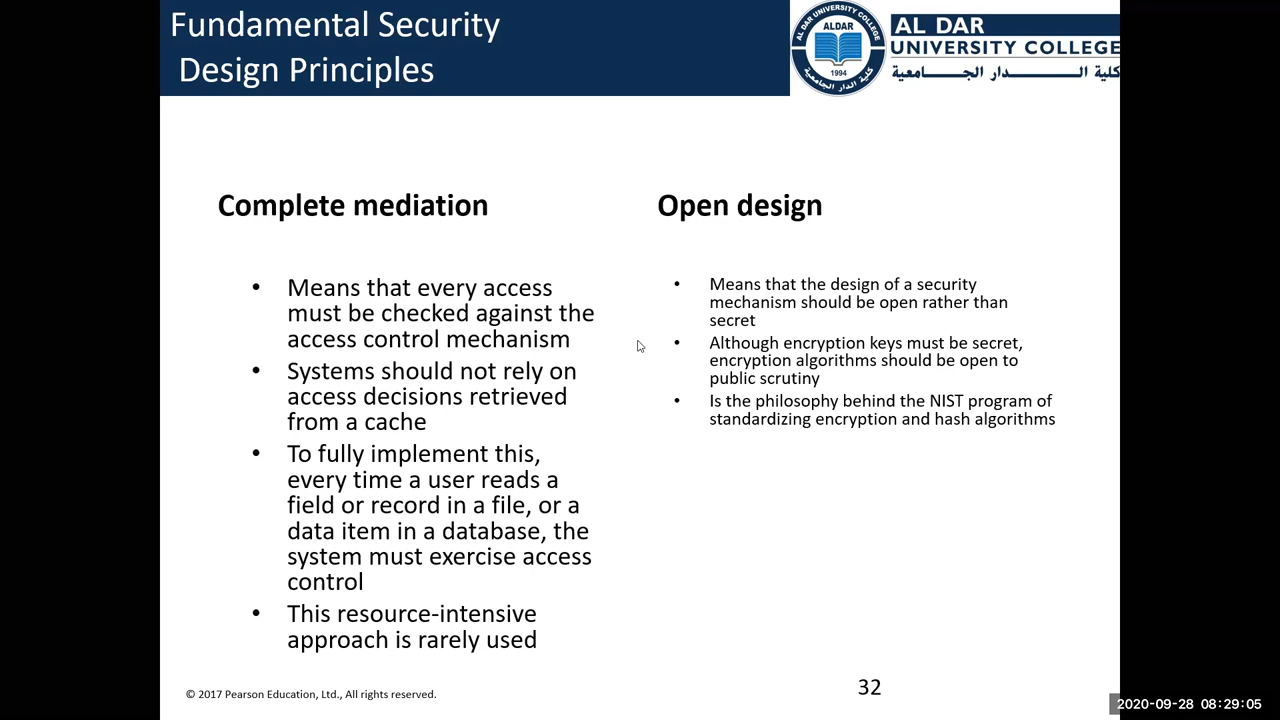 Fundamental Security
Design Principles
AL DAR UNIVERSITY COLLEGE
ALDAR
1994
كلية الدار الجامعية
AL DAR
UNIVERSITY COLLEGE
كلية الـــــــــدار الجـــــــامعية
Complete mediation
• Means that every access
must be checked against the
access control mechanism
• Systems should not rely on
access decisions retrieved
from a cache
• To fully implement this,
every time a user reads a
field or record in a file, or a
data item in a database, the
system must exercise access
control
• This resource-intensive
approach is rarely used
Open design
• Means that the design of a security
mechanism should be open rather than
secret
• Although encryption keys must be secret,
encryption algorithms should be open to
public scrutiny
• Is the philosophy behind the NIST program of
standardizing encryption and hash algorithms
© 2017 Pearson Education, Ltd., All rights reserved.
32
2020-09-28 08:29:05